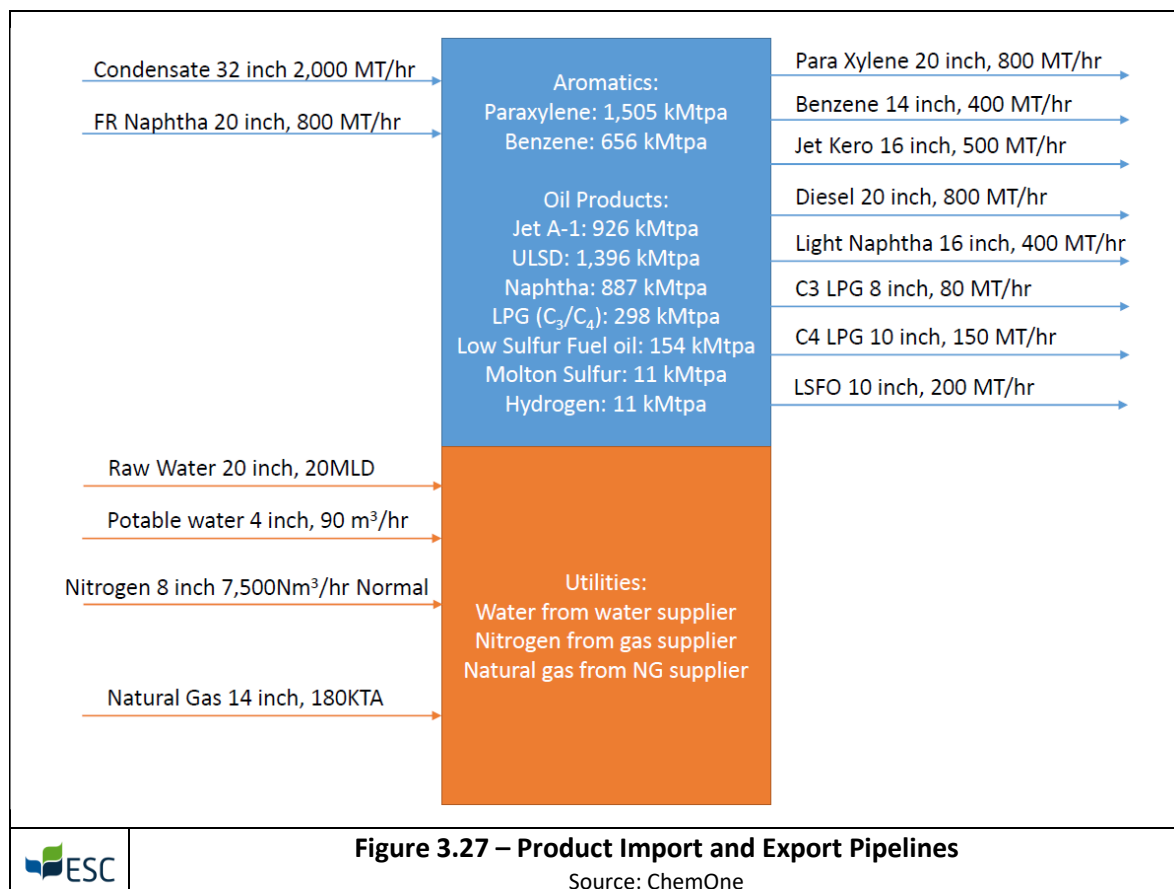 Condensate 32 inch 2,000 MT/hr
FR Naphtha 20 inch, 800 MT/hr
Aromatics:
Paraxylene: 1,505 kMtpa
Benzene: 656 kMtpa
Oil Products:
Jet A-1: 926 kMtpa
ULSD: 1,396 kMtpa
Naphtha: 887 kMtpa
LPG (C₃/C₄): 298 kMtpa
Low Sulfur Fuel oil: 154 kMtpa
Molton Sulfur: 11 kMtpa
Hydrogen: 11 kMtpa
Para Xylene 20 inch, 800 MT/hr
Benzene 14 inch, 400 MT/hr
Jet Kero 16 inch, 500 MT/hr
Diesel 20 inch, 800 MT/hr
Light Naphtha 16 inch, 400 MT/hr
C3 LPG 8 inch, 80 MT/hr
C4 LPG 10 inch, 150 MT/hr
LSFO 10 inch, 200 MT/hr
Raw Water 20 inch, 20MLD
Potable water 4 inch, 90 m³/hr
Nitrogen 8 inch 7,500Nm³/hr Normal
Natural Gas 14 inch, 180KTA
Utilities:
Water from water supplier
Nitrogen from gas supplier
Natural gas from NG supplier
ESC
Figure 3.27 – Product Import and Export Pipelines
Source: ChemOne